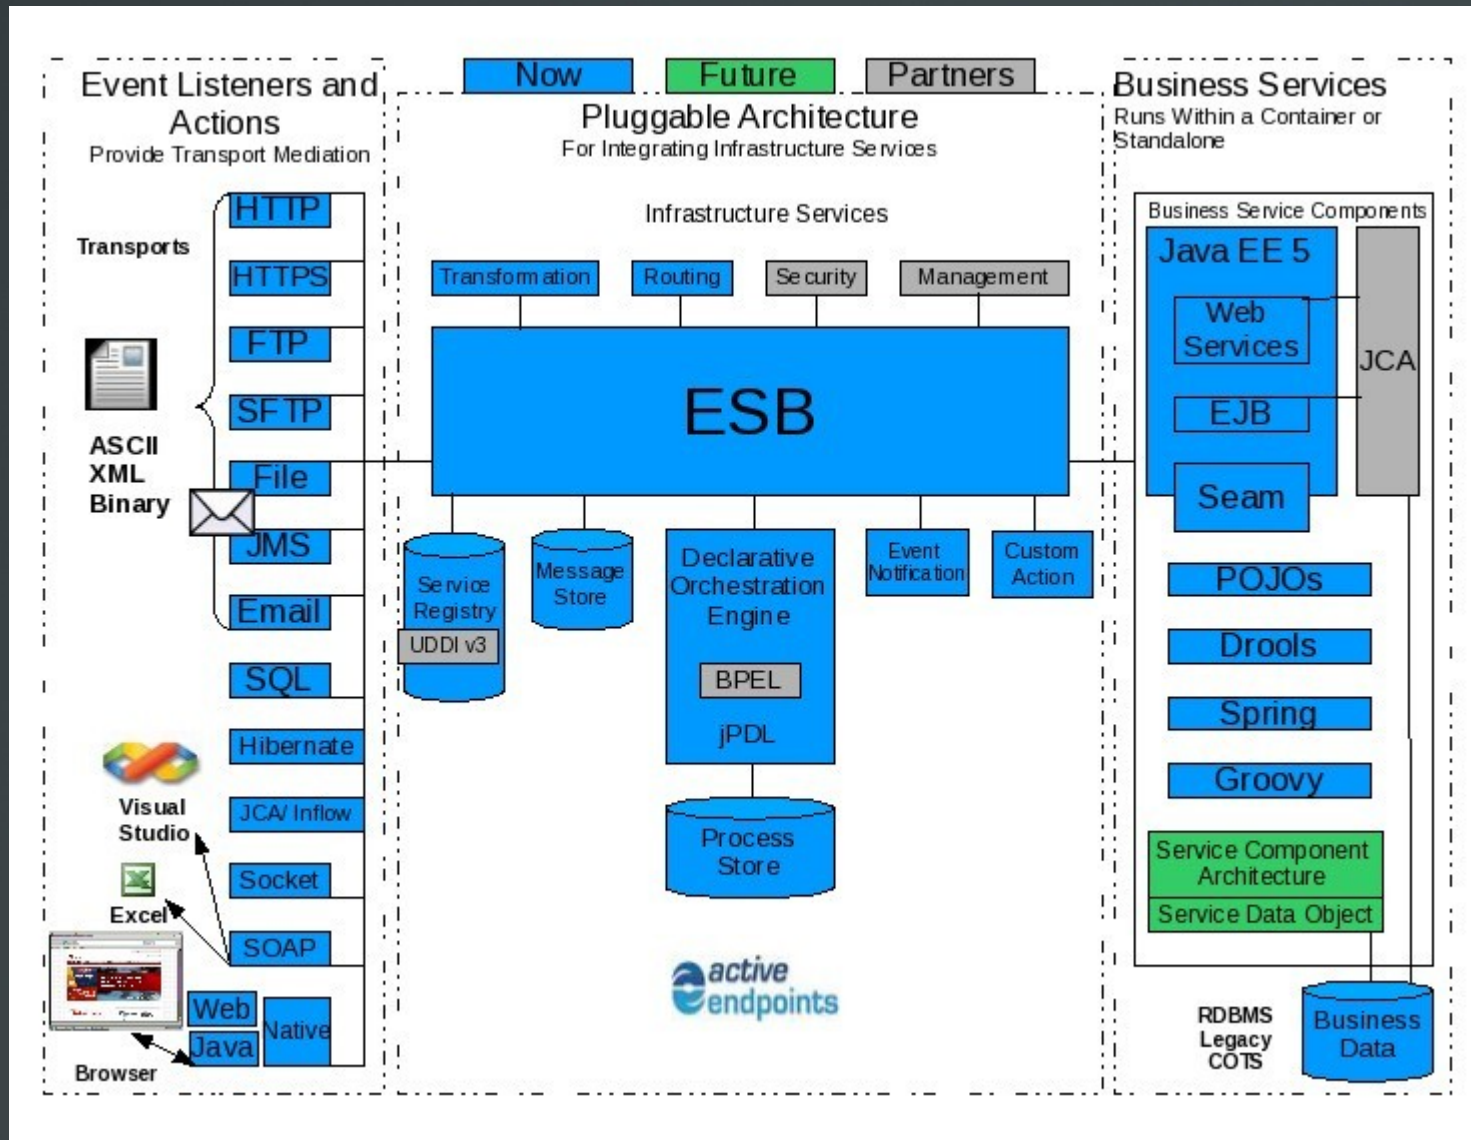 Now
Future
Partners
Event Listeners and
Actions
Provide Transport Mediation
Transports
HTTP
HTTPS
FTP
SFTP
ASCII
XML
Binary
File
JMS
Email
SQL
Hibernate
Visual
Studio
JCA/ Inflow
Socket
Excel
SOAP
Web
Java
Native
Browser
Pluggable Architecture
For Integrating Infrastructure Services
Infrastructure Services
Transformation
Routing
Security
Management
ESB
Service
Registry
UDDI v3
Message
Store
Declarative
Orchestration
Engine
BPEL
jPDL
Event
Notification
Custom
Action
Process
Store
active
endpoints
Business Services
Runs Within a Container or
Standalone
Business Service Components
Java EE 5
Web
Services
EJB
Seam
JCA
POJOs
Drools
Spring
Groovy
Service Component
Architecture
Service Data Object
RDBMS
Legacy
COTS
Business
Data